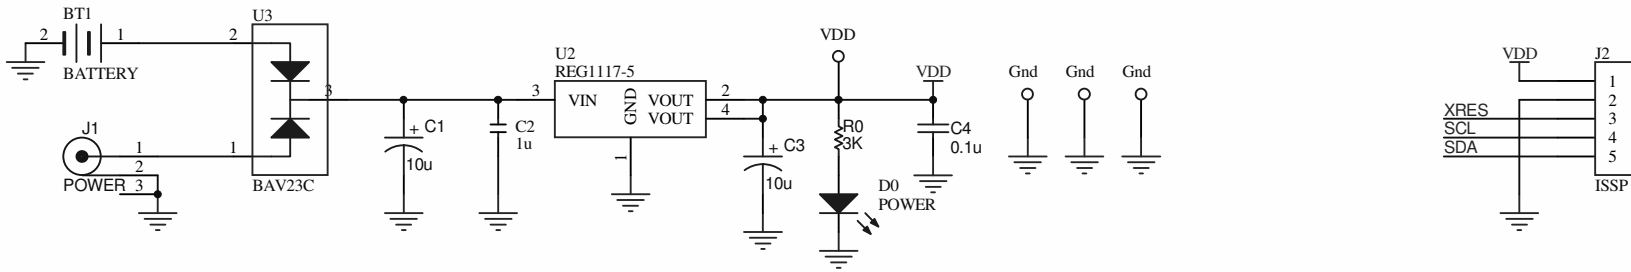 BT1
2
1
BATTERY
J1
POWER
1
2
3
U3
2
3
1
BAV23C
+ C1
10u
C2
1u
U2
REG1117-5
3
VIN
GND
VOUT
VOUT
2
4
1
+ C3
10u
VDD
R0
3K
D0
POWER
VDD
C4
0.1u
Gnd
Gnd
Gnd
VDD
XRES
SCL
SDA
J2
1
2
3
4
5
ISSP